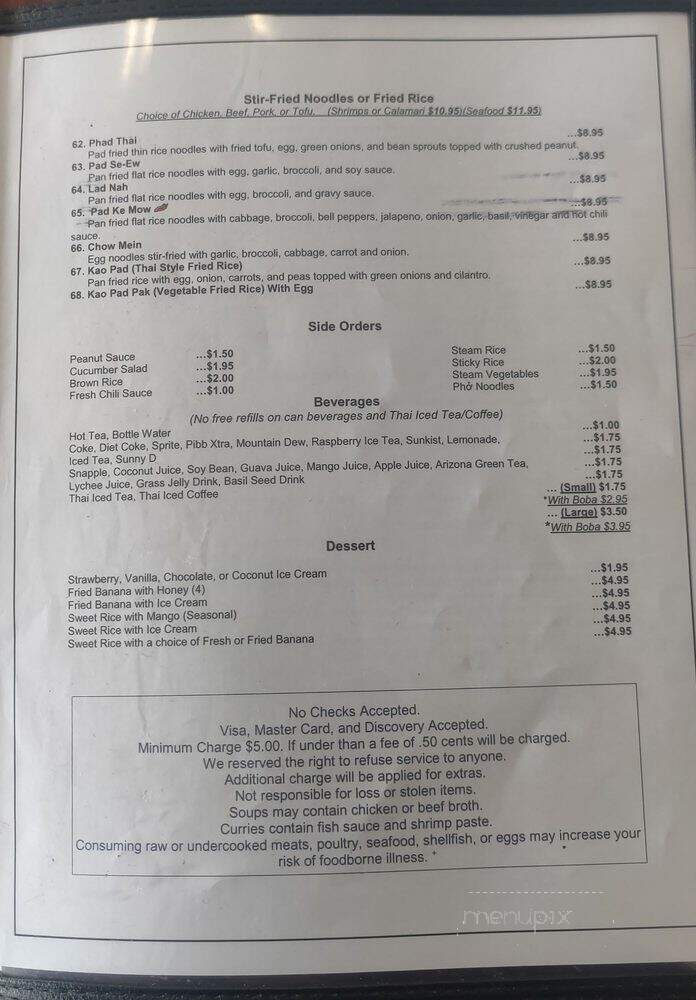 Stir-Fried Noodles or Fried Rice
Choice of Chicken, Beef, Pork, or Tofu, (Shrimps or Calamari $10.95)(Seafood $11.95)
62. Phad Thai ...$8.95
Pad fried thin rice noodles with fried tofu, egg, green onions, and bean sprouts topped with crushed peanut.
63. Pad Se-Ew ...$8.95
Pan fried flat rice noodles with egg, garlic, broccoli, and soy sauce.
64. Lad Nah ...$8.95
Pan fried flat rice noodles with egg, broccoli, and gravy sauce.
65. Pad Ke Mow ...$8.95
Pan fried flat rice noodles with cabbage, broccoli, bell peppers, jalapeno, onion, garlic, basil, vinegar and hot chili
sauce.
66. Chow Mein ...$8.95
Egg noodles stir-fried with garlic, broccoli, cabbage, carrot and onion.
67. Kao Pad (Thai Style Fried Rice) ...$8.95
Pan fried rice with egg, onion, carrots, and peas topped with green onions and cilantro.
68. Kao Pad Pak (Vegetable Fried Rice) With Egg ...$8.95
Side Orders
Peanut Sauce ...$1.50
Cucumber Salad ...$1.95
Brown Rice ...$2.00
Fresh Chili Sauce ...$1.00
Steam Rice ...$1.50
Sticky Rice ...$2.00
Steam Vegetables ...$1.95
Phở Noodles ...$1.50
Beverages
(No free refills on can beverages and Thai Iced Tea/Coffee)
Hot Tea, Bottle Water ...$1.00
Coke, Diet Coke, Sprite, Pibb Xtra, Mountain Dew, Raspberry Ice Tea, Sunkist, Lemonade, ...$1.75
Iced Tea, Sunny D ...$1.75
Snapple, Coconut Juice, Soy Bean, Guava Juice, Mango Juice, Apple Juice, Arizona Green Tea, ...$1.75
Lychee Juice, Grass Jelly Drink, Basil Seed Drink ...$1.75
Thai Iced Tea, Thai Iced Coffee ... (Small) $1.75
*With Boba $2.95
... (Large) $3.50
*With Boba $3.95
Dessert
Strawberry, Vanilla, Chocolate, or Coconut Ice Cream ...$1.95
Fried Banana with Honey (4) ...$4.95
Fried Banana with Ice Cream ...$4.95
Sweet Rice with Mango (Seasonal) ...$4.95
Sweet Rice with Ice Cream ...$4.95
Sweet Rice with a choice of Fresh or Fried Banana ...$4.95
No Checks Accepted.
Visa, Master Card, and Discovery Accepted.
Minimum Charge $5.00. If under than a fee of .50 cents will be charged.
We reserved the right to refuse service to anyone.
Additional charge will be applied for extras.
Not responsible for loss or stolen items.
Soups may contain chicken or beef broth.
Curries contain fish sauce and shrimp paste.
Consuming raw or undercooked meats, poultry, seafood, shellfish, or eggs may increase your
risk of foodborne illness.
menupix